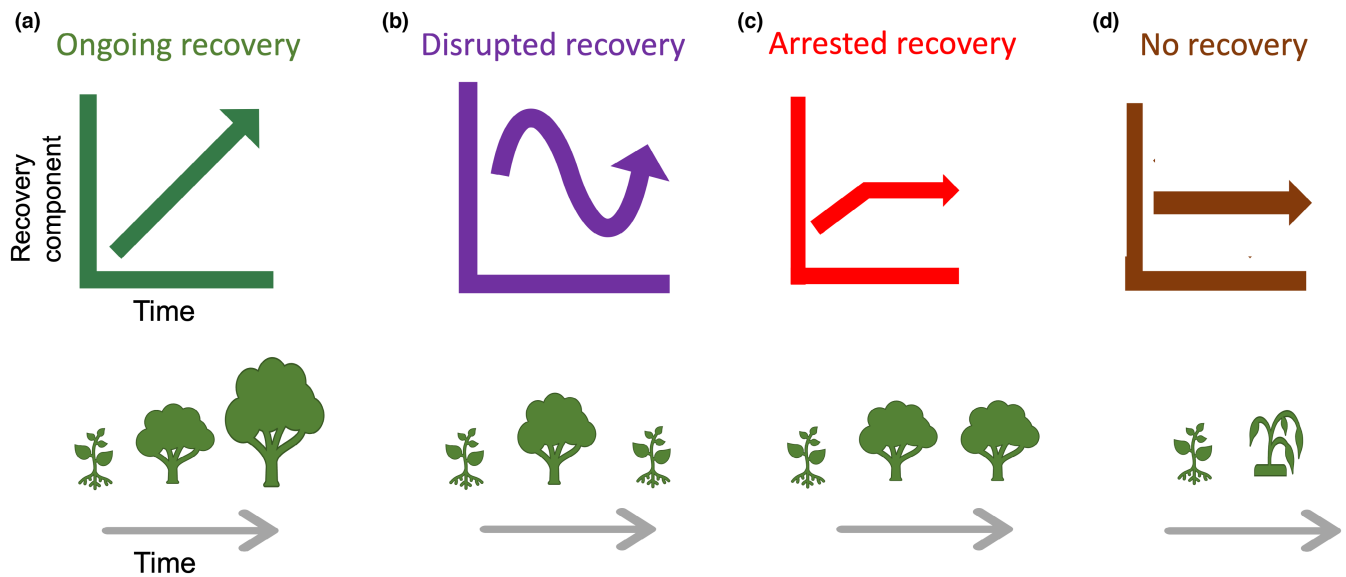 (a)
Ongoing recovery
(b)
Disrupted recovery
(c)
Arrested recovery
(d)
No recovery
Recovery
component
Time
Time